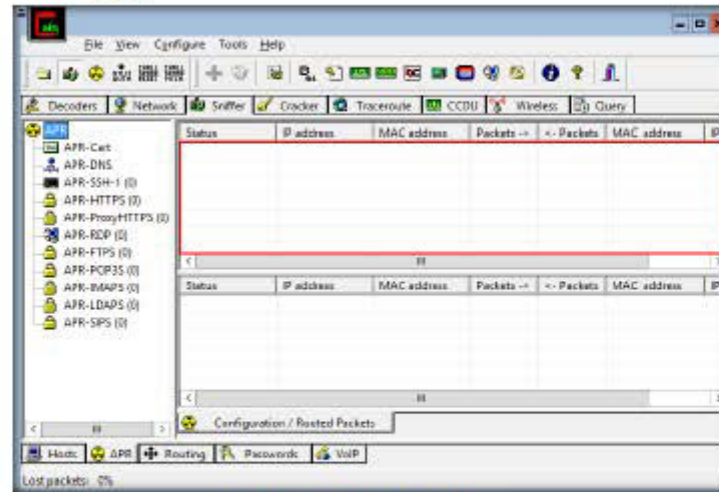 File View Configure Tools Help
Decoders Network Sniffer Cracker Traceroute CCDU Wireless Query
APR
APR-Cert
APR-DNS
APR-SSH-1 (0)
APR-HTTPS (0)
APR-ProxyHTTPS (0)
APR-RDP (0)
APR-FTPS (0)
APR-POP3S (0)
APR-IMAPS (0)
APR-LDAPS (0)
APR-SIPS (0)
Status IP address MAC address Packets -> <- Packets MAC address IP
Status IP address MAC address Packets -> <- Packets MAC address IP
Configuration / Routed Packets
Hosts APR Routing Passwords VoIP
Lost packets: 0%